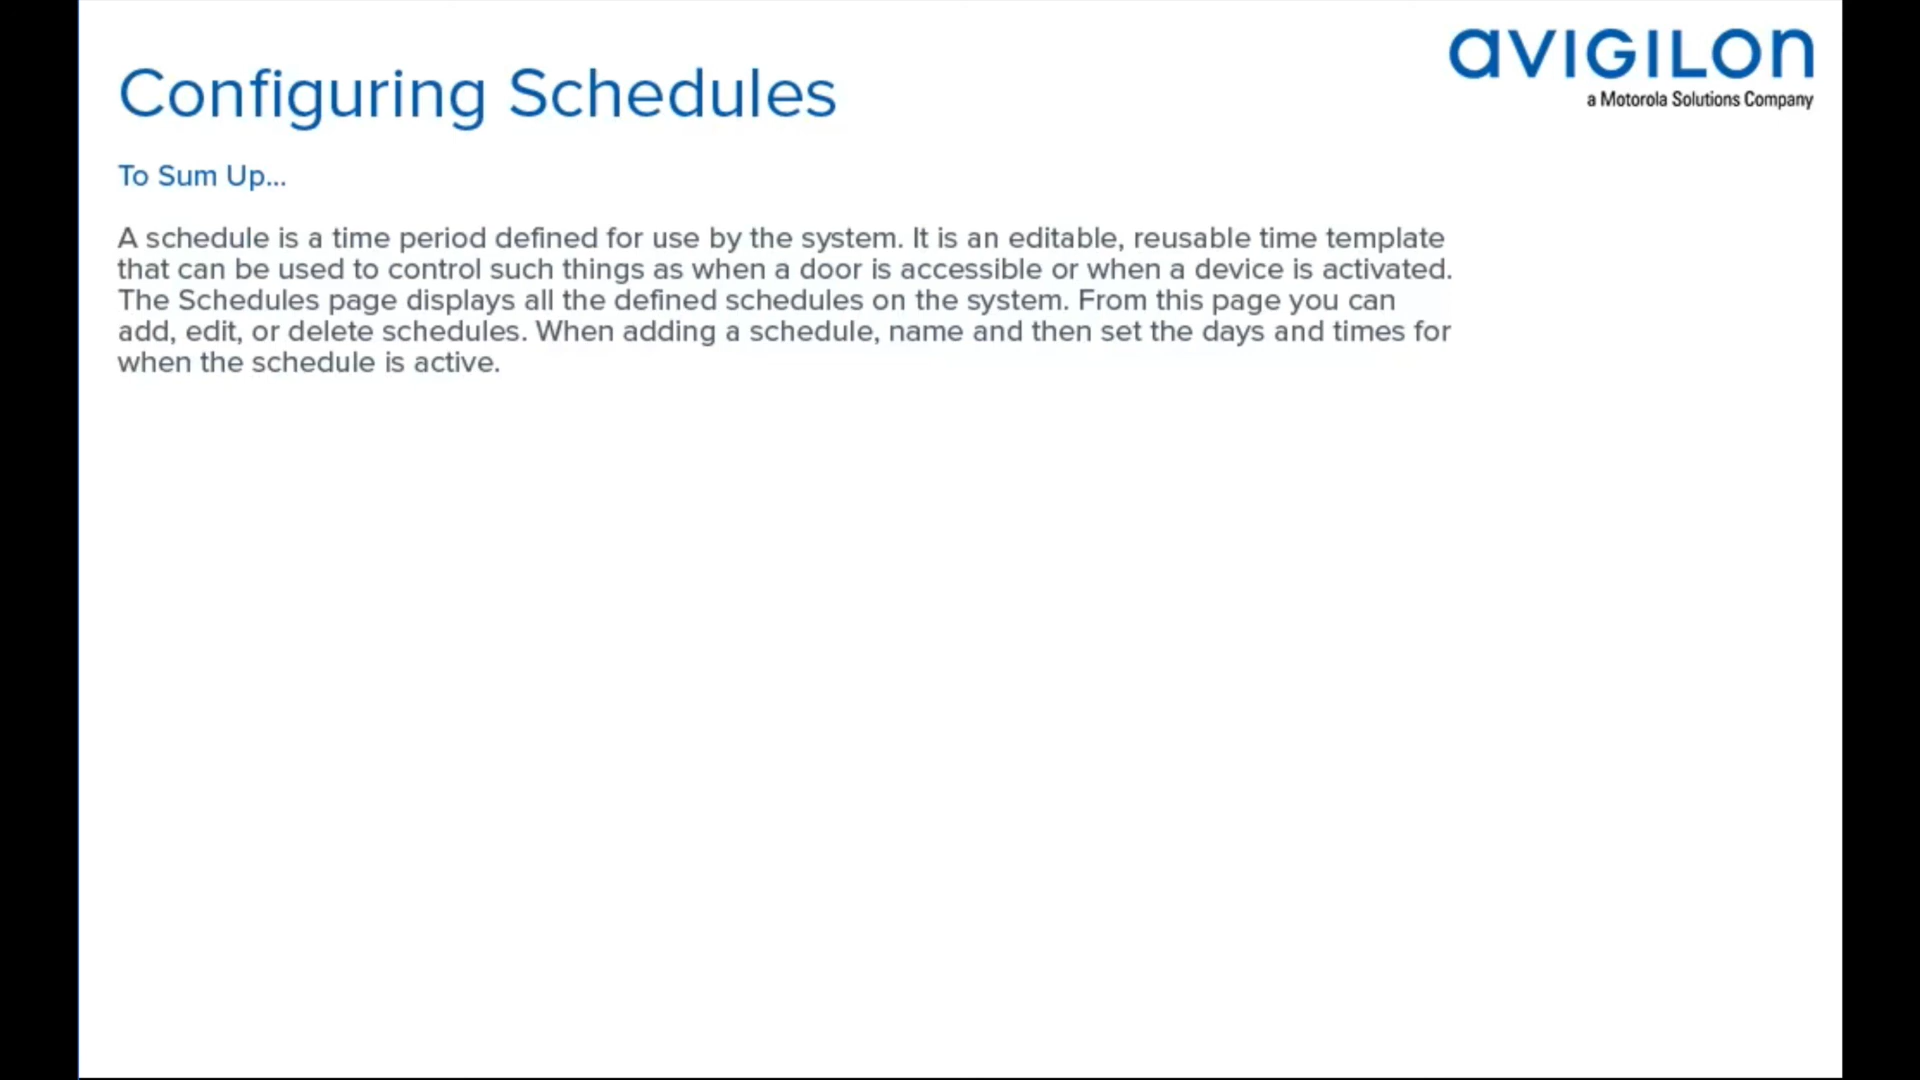 avigilon
a Motorola Solutions Company
Configuring Schedules
To Sum Up...
A schedule is a time period defined for use by the system. It is an editable, reusable time template
that can be used to control such things as when a door is accessible or when a device is activated.
The Schedules page displays all the defined schedules on the system. From this page you can
add, edit, or delete schedules. When adding a schedule, name and then set the days and times for
when the schedule is active.